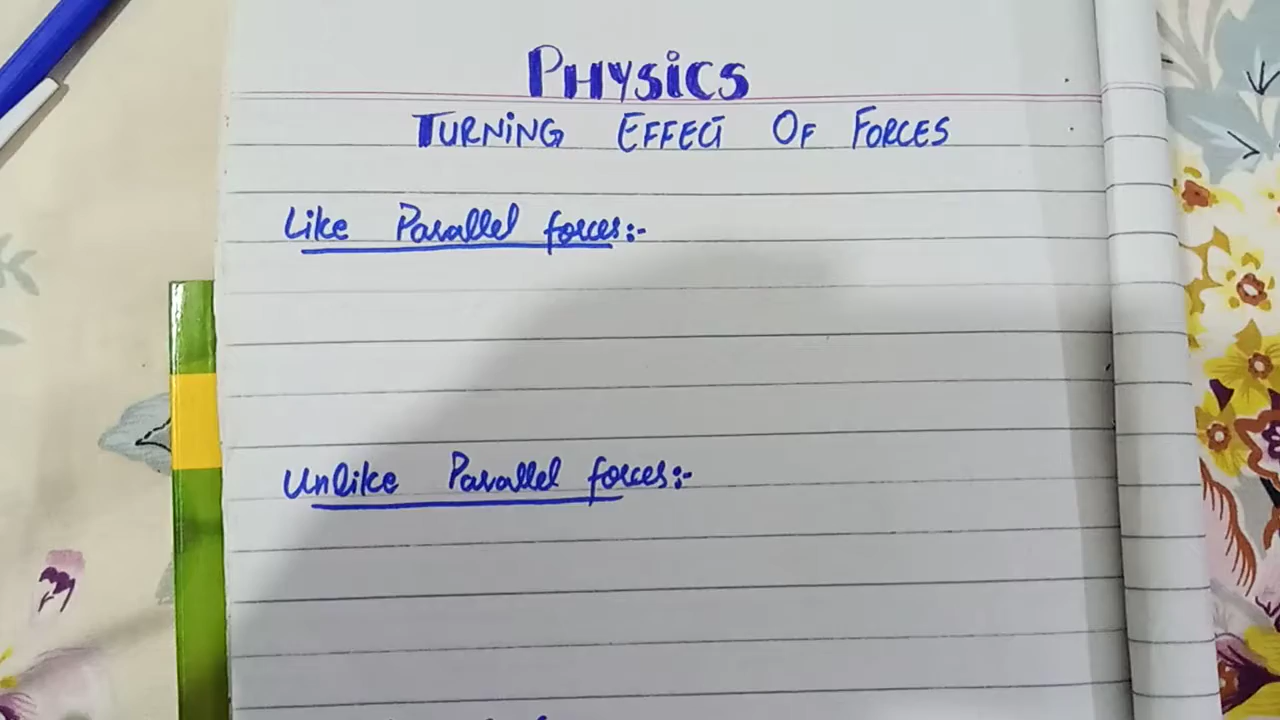 PHYSICS
TURNING EFFECT OF FORCES
Like Parallel forces:-
Unlike Parallel forces:-